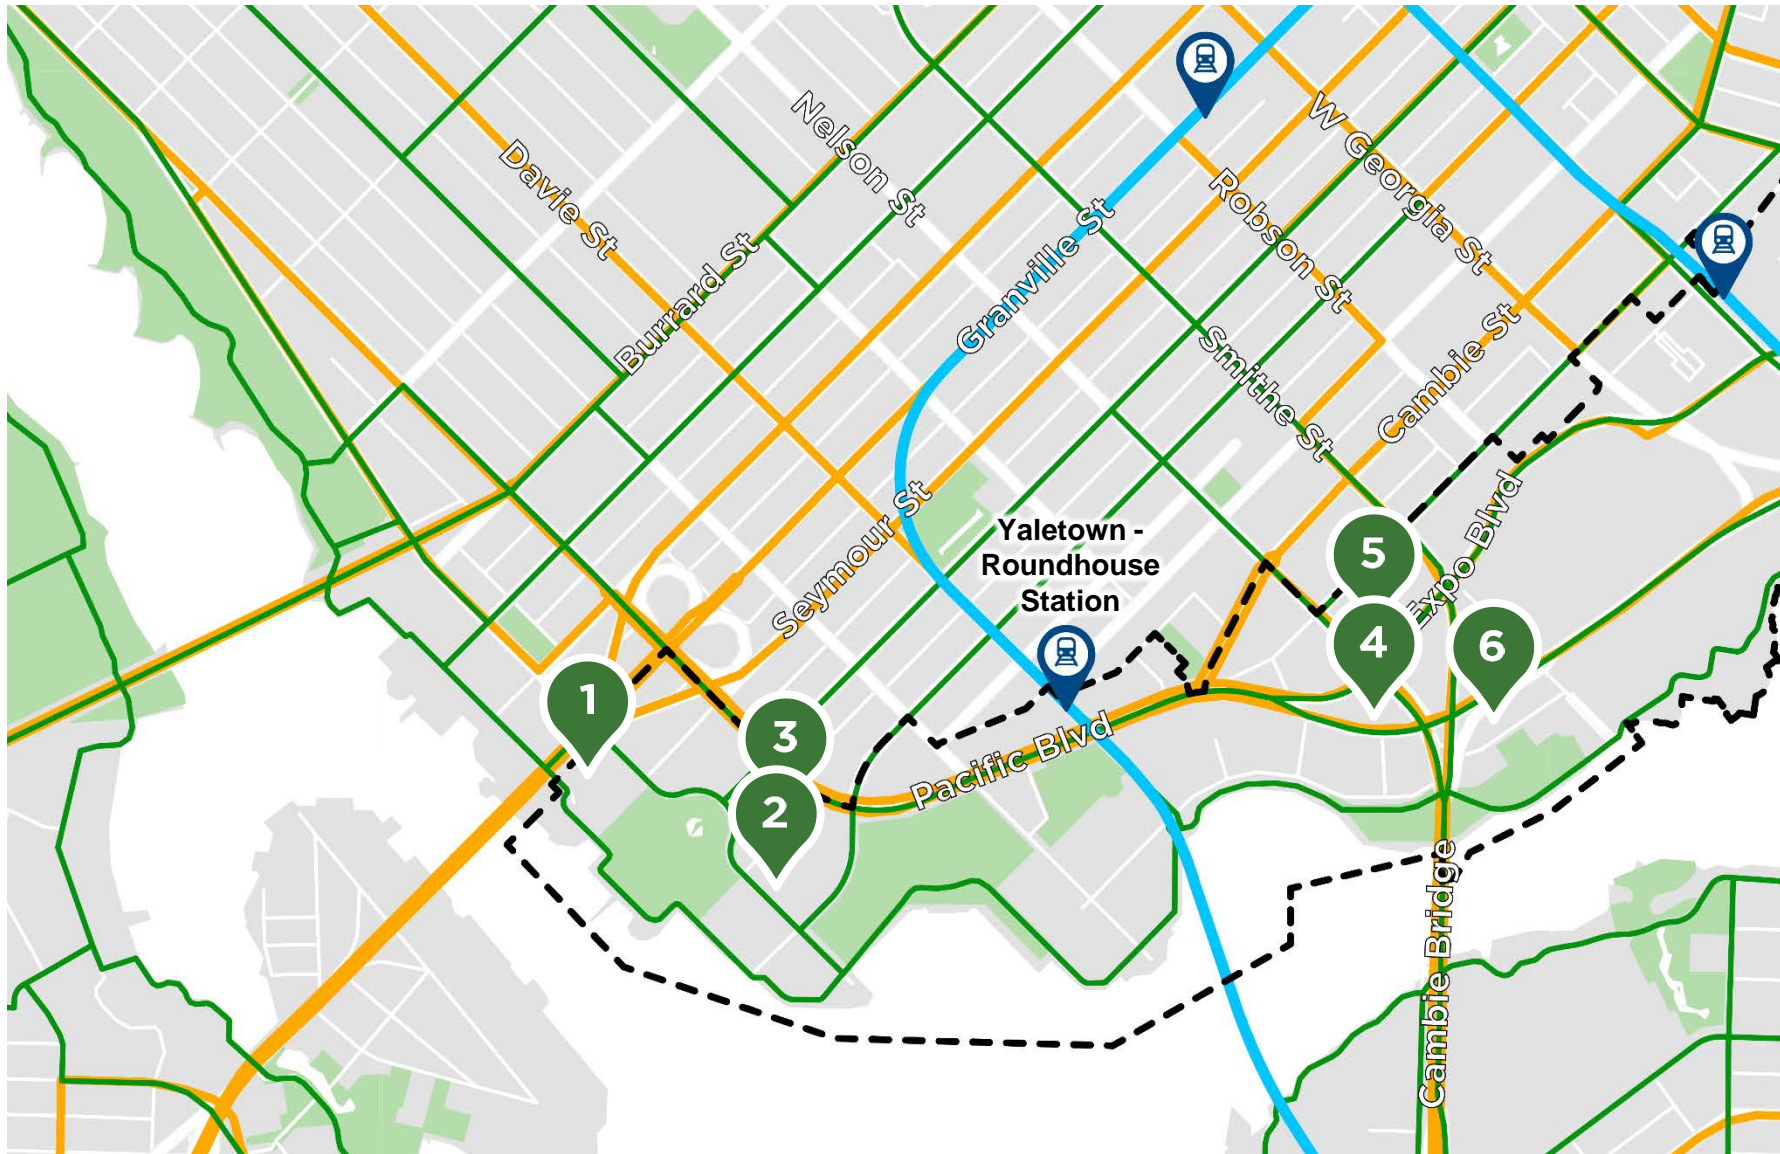 Nelson St
W Georgia St
Davie St
Robson St
Burrard St
Granville St
Smithe St
Cambie St
Seymour St
Expo Blvd
Yaletown -
Roundhouse
Station
5
4
6
1
3
2
Pacific Blvd
Cambie Bridge